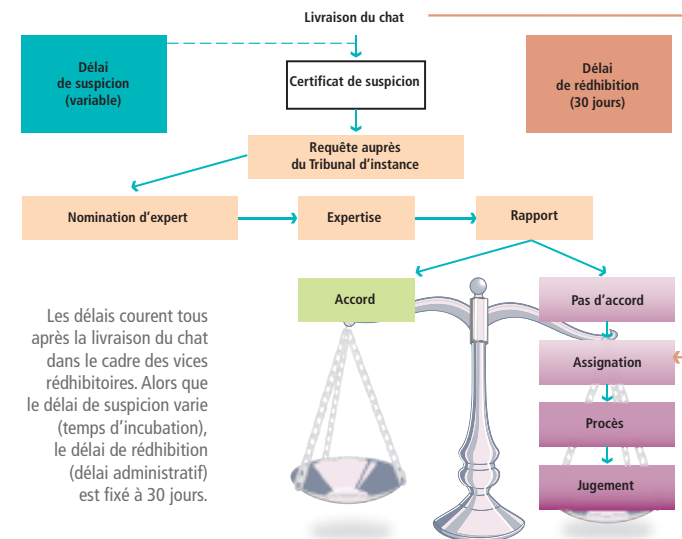 Livraison du chat
Délai
de suspicion
(variable)
Certificat de suspicion
Délai
de rédhibition
(30 jours)
Requête auprès
du Tribunal d'instance
Nomination d'expert
Expertise
Rapport
Accord
Pas d'accord
Les délais courent tous
après la livraison du chat
dans le cadre des vices
rédhibitoires. Alors que
le délai de suspicion varie
(temps d'incubation),
le délai de rédhibition
(délai administratif)
est fixé à 30 jours.
Assignation
Procès
Jugement